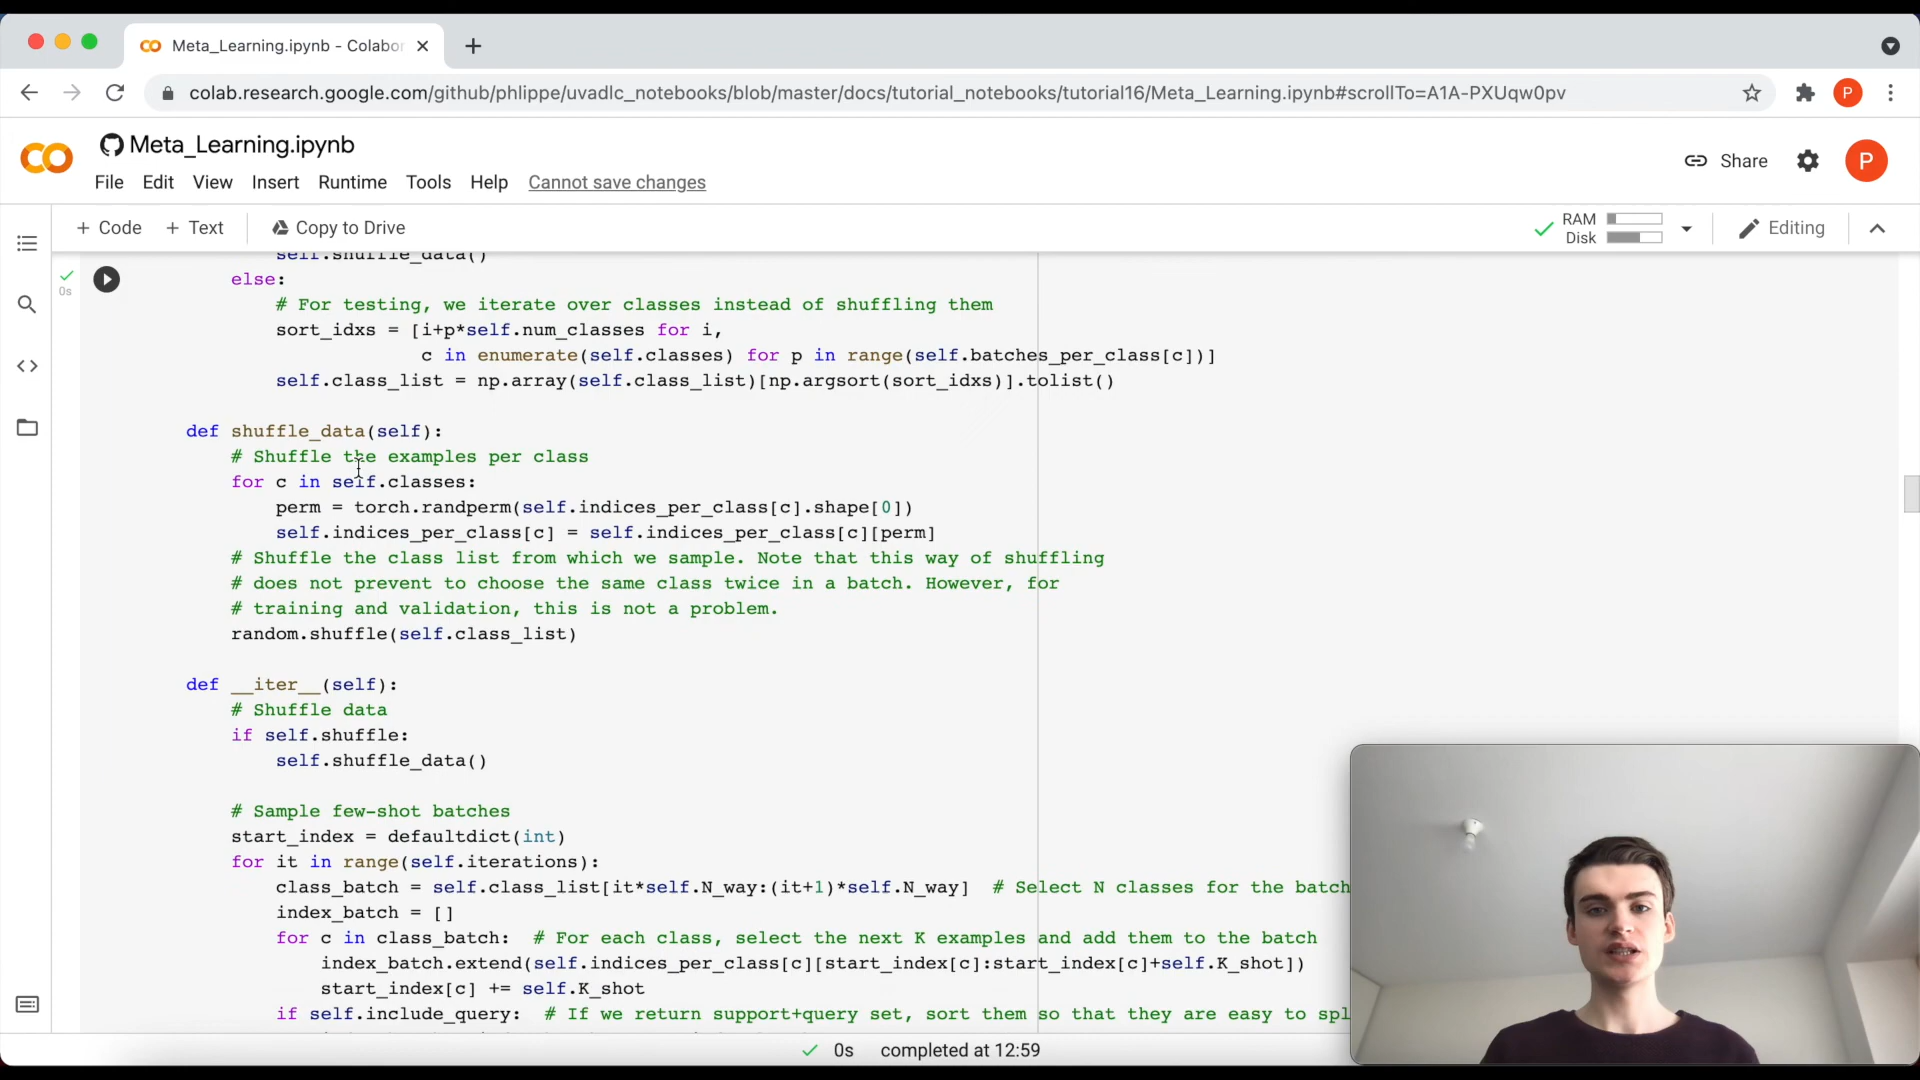 Meta_Learning.ipynb - Colabo
colab.research.google.com/github/phlippe/uvadlc_notebooks/blob/master/docs/tutorial_notebooks/tutorial16/Meta_Learning.ipynb#scrollTo=A1A-PXUqw0pv
P
Meta_Learning.ipynb
Share
P
File Edit View Insert Runtime Tools Help Cannot save changes
+ Code + Text Copy to Drive
RAM
Disk
Editing
self.shuffle_data()
0s
else:
# For testing, we iterate over classes instead of shuffling them
sort_idxs = [i+p*self.num_classes for i,
c in enumerate(self.classes) for p in range(self.batches_per_class[c])]
self.class_list = np.array(self.class_list)[np.argsort(sort_idxs)].tolist()
def shuffle_data(self):
# Shuffle the examples per class
for c in self.classes:
perm = torch.randperm(self.indices_per_class[c].shape[0])
self.indices_per_class[c] = self.indices_per_class[c][perm]
# Shuffle the class list from which we sample. Note that this way of shuffling
# does not prevent to choose the same class twice in a batch. However, for
# training and validation, this is not a problem.
random.shuffle(self.class_list)
def __iter__(self):
# Shuffle data
if self.shuffle:
self.shuffle_data()
# Sample few-shot batches
start_index = defaultdict(int)
for it in range(self.iterations):
class_batch = self.class_list[it*self.N_way:(it+1)*self.N_way]  # Select N classes for the batch
index_batch = []
for c in class_batch:  # For each class, select the next K examples and add them to the batch
index_batch.extend(self.indices_per_class[c][start_index[c]:start_index[c]+self.K_shot])
start_index[c] += self.K_shot
if self.include_query:  # If we return support+query set, sort them so that they are easy to spl
0s completed at 12:59